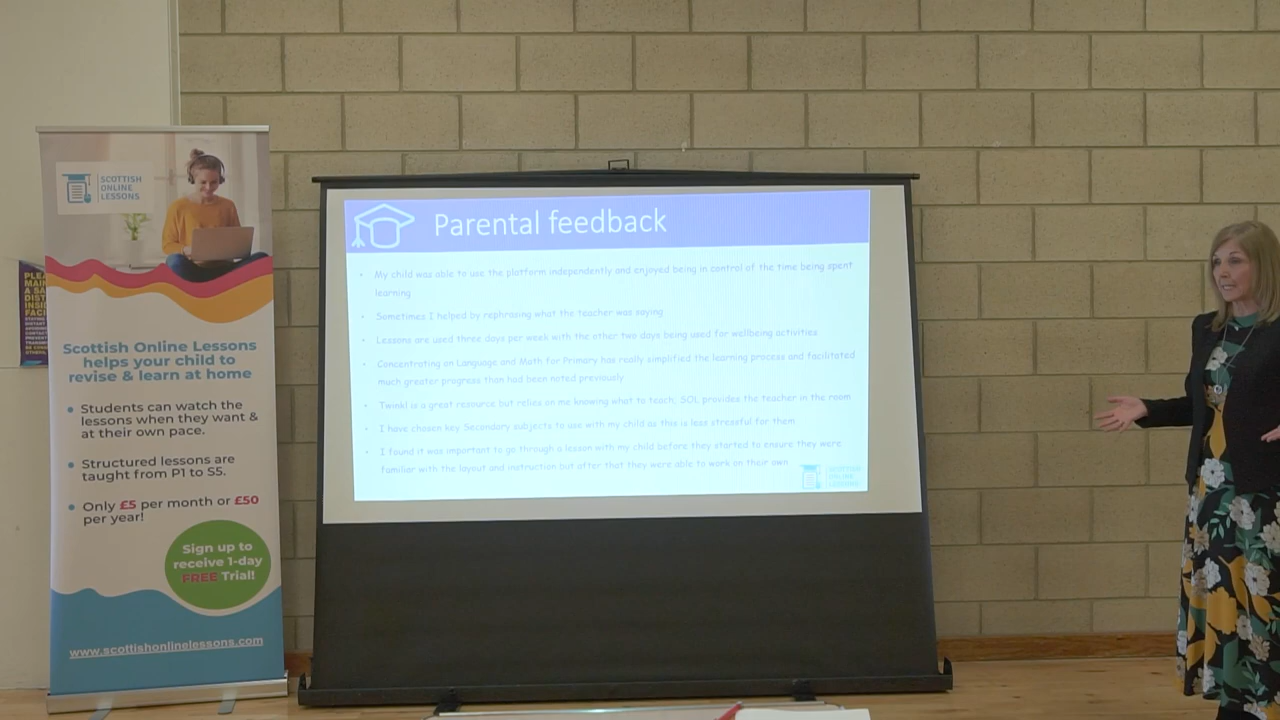 SCOTTISH
ONLINE
LESSONS
Scottish Online Lessons
helps your child to
revise & learn at home
• Students can watch the
lessons when they want &
at their own pace.
• Structured lessons are
taught from P1 to S5.
• Only £5 per month or £50
per year!
Sign up to
receive 1-day
FREE Trial!
www.scottishonlinelessons.com
Parental feedback
• My child was able to use the platform independently and enjoyed being in control of the time being spent
learning
• Sometimes I helped by rephrasing what the teacher was saying
• Lessons are used three days per week with the other two days being used for wellbeing activities
• Concentrating on Language and Math for Primary has really simplified the learning process and facilitated
much greater progress than had been noted previously
• Twinkl is a great resource but relies on me knowing what to teach; SOL provides the teacher in the room
• I have chosen key Secondary subjects to use with my child as this is less stressful for them
• I found it was important to go through a lesson with my child before they started to ensure they were
familiar with the layout and instruction but after that they were able to work on their own
SCOTTISH
ONLINE
LESSONS